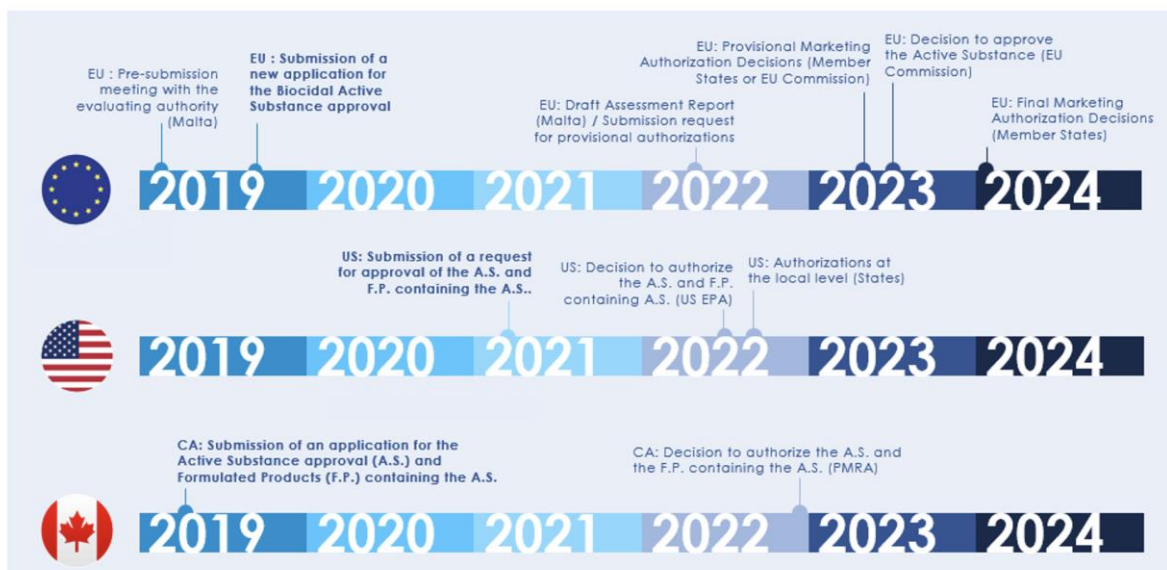 EU : Pre-submission
meeting with the
evaluating authority
(Malta)
EU : Submission of a
new application for
the Biocidal Active
Substance approval
EU: Draft Assessment Report
(Malta) / Submission request
for provisional authorizations
EU: Provisional Marketing
Authorization Decisions (Member
States or EU Commission)
EU: Decision to approve
the Active Substance (EU
Commission)
EU: Final Marketing
Authorization Decisions
(Member States)
2019 2020 2021 2022 2023 2024
US: Submission of a request
for approval of the A.S. and
F.P. containing the A.S..
US: Decision to authorize
the A.S. and F.P.
containing A.S. (US EPA)
US: Authorizations at
the local level (States)
2019 2020 2021 2022 2023 2024
CA: Submission of an application for the
Active Substance approval (A.S.) and
Formulated Products (F.P.) containing the A.S.
CA: Decision to authorize the A.S. and
the F.P. containing the A.S. (PMRA)
2019 2020 2021 2022 2023 2024